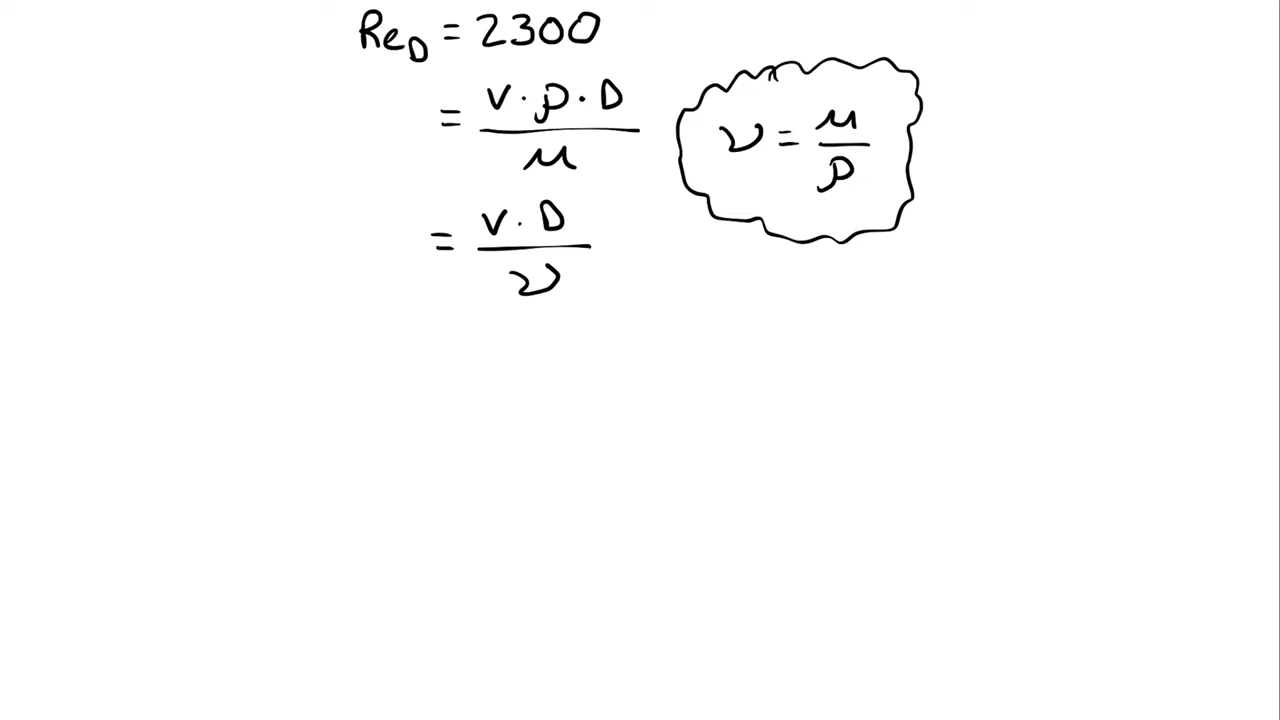 Re_D = 2300
= (v · ρ · D) / μ
ν = μ / ρ
= (v · D) / ν